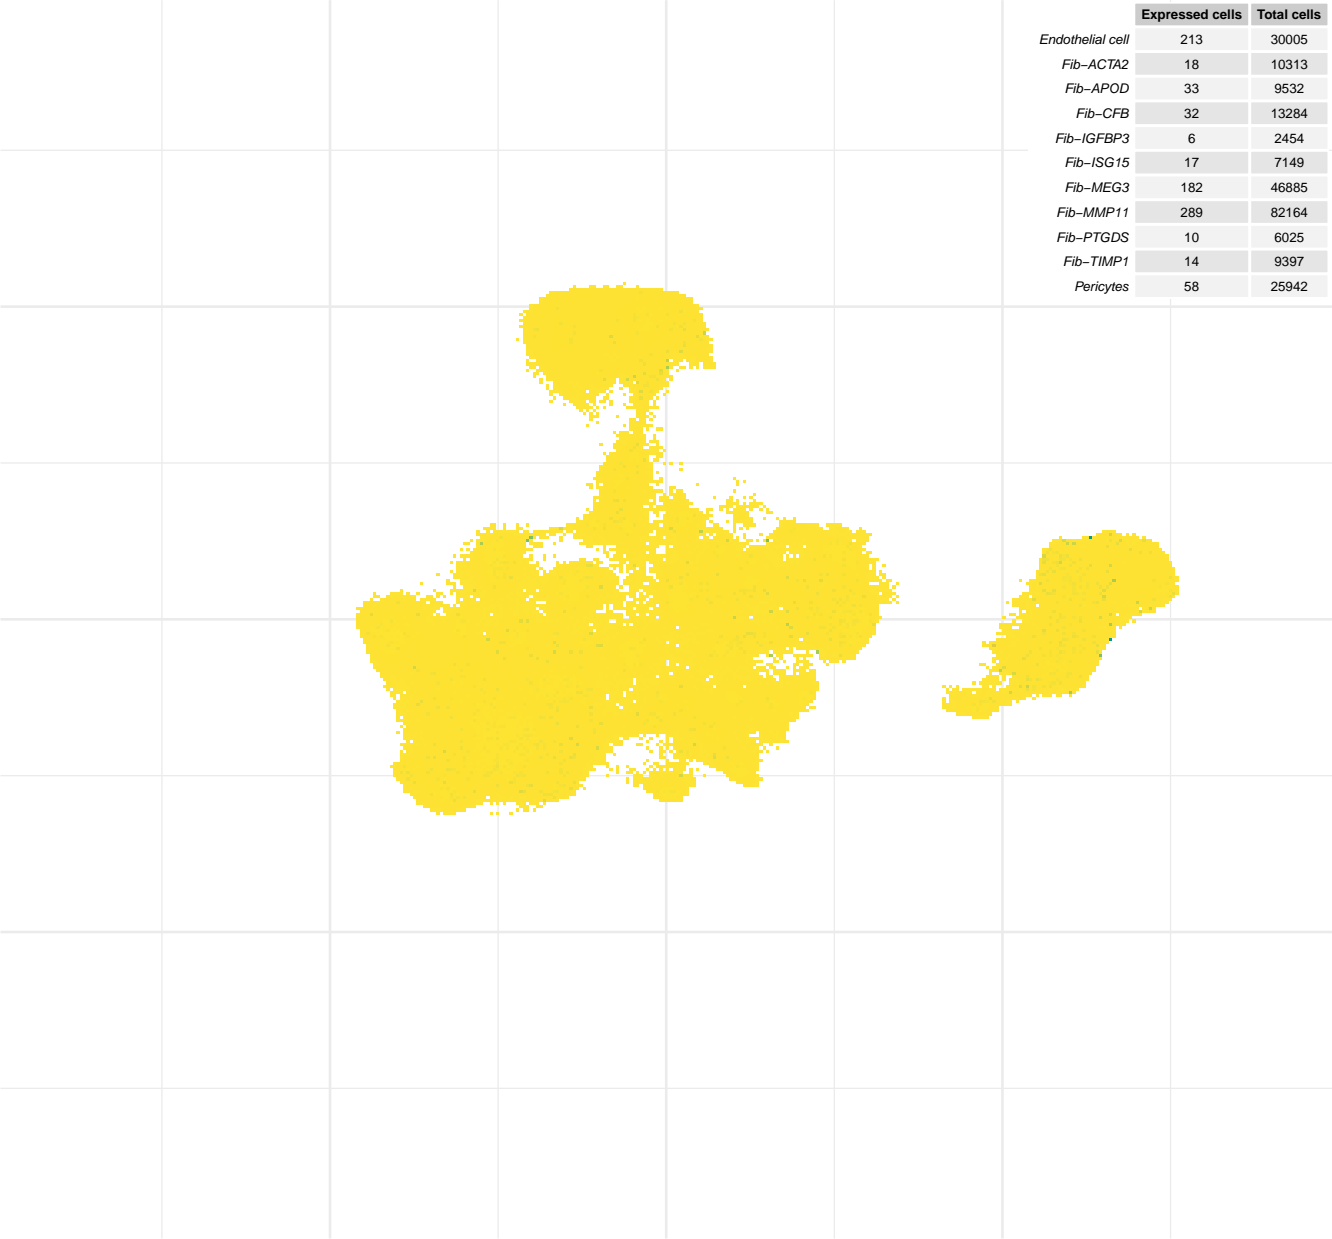 Expressed cells Total cells
Endothelial cell 213 30005
Fib−ACTA2 18 10313
Fib−APOD 33 9532
Fib−CFB 32 13284
Fib−IGFBP3 6 2454
Fib−ISG15 17 7149
Fib−MEG3 182 46885
Fib−MMP11 289 82164
Fib−PTGDS 10 6025
Fib−TIMP1 14 9397
Pericytes 58 25942